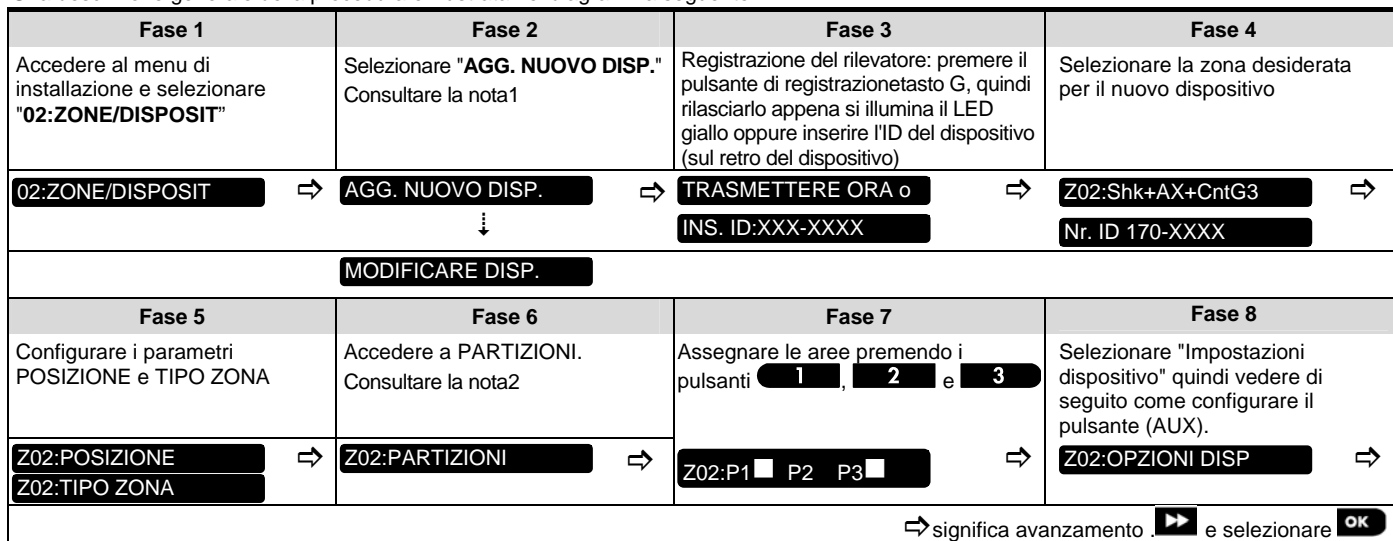 Fase 1
Fase 2
Fase 3
Fase 4
Accedere al menu di
installazione e selezionare
"02:ZONE/DISPOSIT”
Selezionare "AGG. NUOVO DISP."
Consultare la nota1
Registrazione del rilevatore: premere il
pulsante di registrazionetasto G, quindi
rilasciarlo appena si illumina il LED
giallo oppure inserire l'ID del dispositivo
(sul retro del dispositivo)
Selezionare la zona desiderata
per il nuovo dispositivo
02:ZONE/DISPOSIT ⇨
AGG. NUOVO DISP. ⇨
⇣
MODIFICARE DISP.
TRASMETTERE ORA o ⇨
INS. ID:XXX-XXXX
Z02:Shk+AX+CntG3 ⇨
Nr. ID 170-XXXX
Fase 5
Fase 6
Fase 7
Fase 8
Configurare i parametri
POSIZIONE e TIPO ZONA
Accedere a PARTIZIONI.
Consultare la nota2
Assegnare le aree premendo i
pulsanti 1, 2 e 3
Selezionare "Impostazioni
dispositivo" quindi vedere di
seguito come configurare il
pulsante (AUX).
Z02:POSIZIONE ⇨
Z02:TIPO ZONA
Z02:PARTIZIONI ⇨
Z02:P1■ P2 P3■ ⇨
Z02:OPZIONI DISP ⇨
⇨significa avanzamento . e selezionare OK